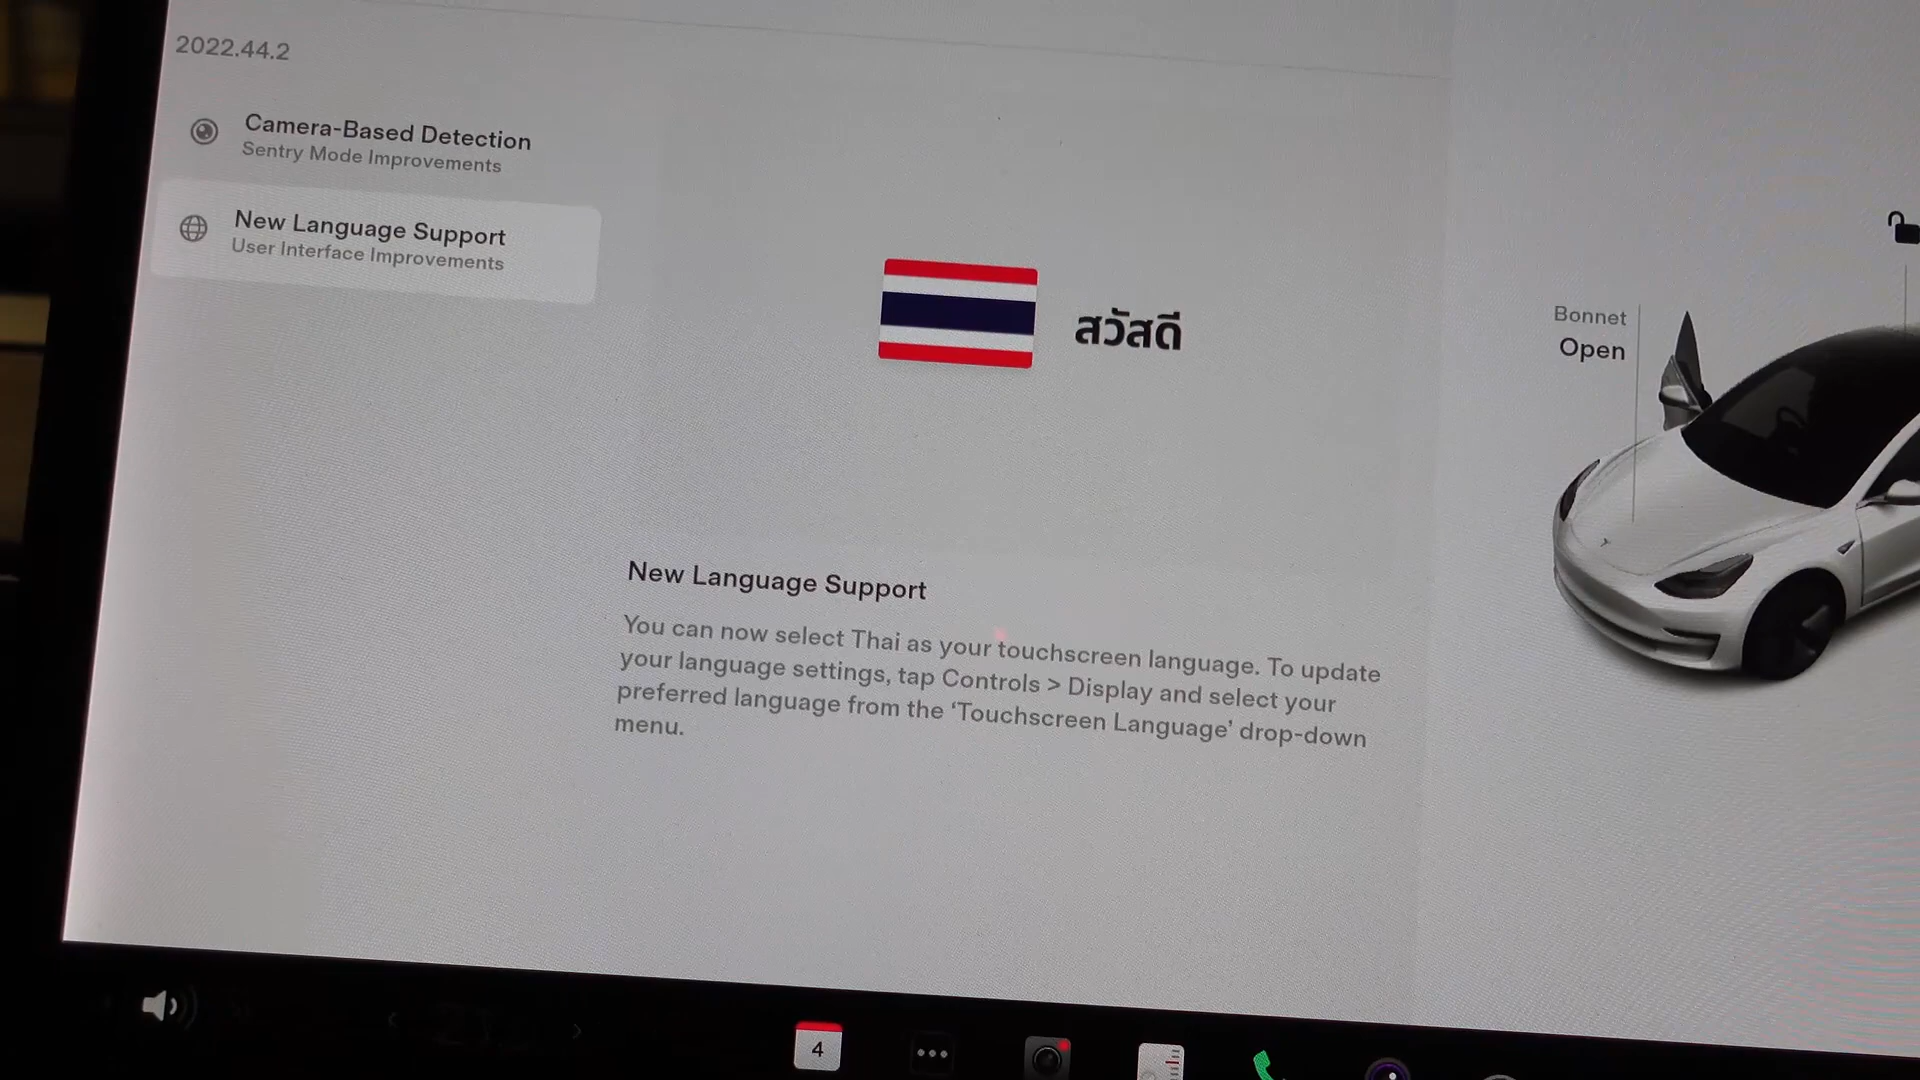 2022.44.2
Camera-Based Detection
Sentry Mode Improvements
New Language Support
User Interface Improvements
สวัสดี
Bonnet
Open
New Language Support
You can now select Thai as your touchscreen language. To update
your language settings, tap Controls > Display and select your
preferred language from the ‘Touchscreen Language’ drop-down
menu.
4